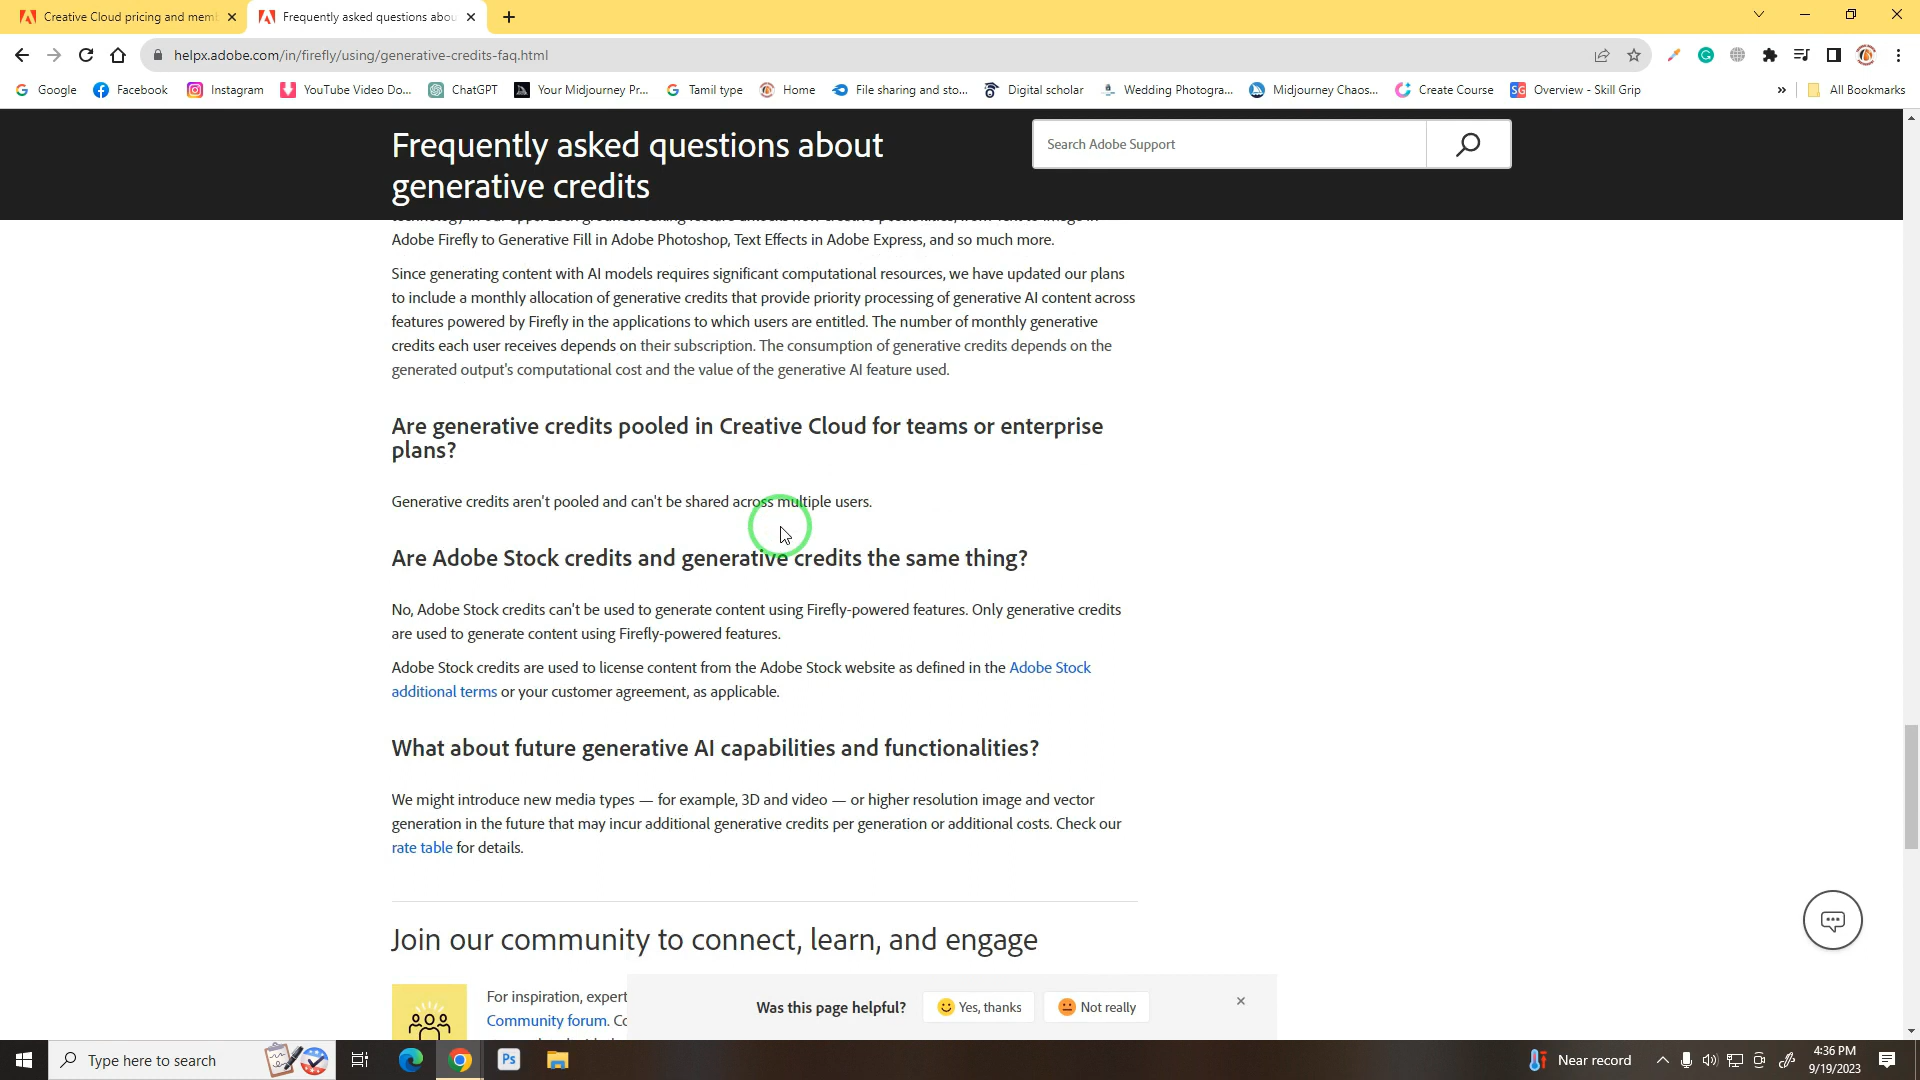 Creative Cloud pricing and mem
Frequently asked questions abou
helpx.adobe.com/in/firefly/using/generative-credits-faq.html
Google
Facebook
Instagram
YouTube Video Do...
ChatGPT
Your Midjourney Pr...
Tamil type
Home
File sharing and sto...
Digital scholar
Wedding Photogra...
Midjourney Chaos...
Create Course
SG
Overview - Skill Grip
»
All Bookmarks
Frequently asked questions about
generative credits
Search Adobe Support
Adobe Firefly to Generative Fill in Adobe Photoshop, Text Effects in Adobe Express, and so much more.
Since generating content with AI models requires significant computational resources, we have updated our plans
to include a monthly allocation of generative credits that provide priority processing of generative AI content across
features powered by Firefly in the applications to which users are entitled. The number of monthly generative
credits each user receives depends on their subscription. The consumption of generative credits depends on the
generated output's computational cost and the value of the generative AI feature used.
Are generative credits pooled in Creative Cloud for teams or enterprise
plans?
Generative credits aren't pooled and can't be shared across multiple users.
Are Adobe Stock credits and generative credits the same thing?
No, Adobe Stock credits can't be used to generate content using Firefly-powered features. Only generative credits
are used to generate content using Firefly-powered features.
Adobe Stock credits are used to license content from the Adobe Stock website as defined in the Adobe Stock
additional terms or your customer agreement, as applicable.
What about future generative AI capabilities and functionalities?
We might introduce new media types — for example, 3D and video — or higher resolution image and vector
generation in the future that may incur additional generative credits per generation or additional costs. Check our
rate table for details.
Join our community to connect, learn, and engage
For inspiration, expert
Community forum. Co
Was this page helpful?
Yes, thanks
Not really
Type here to search
Ps
Near record
4:36 PM
9/19/2023